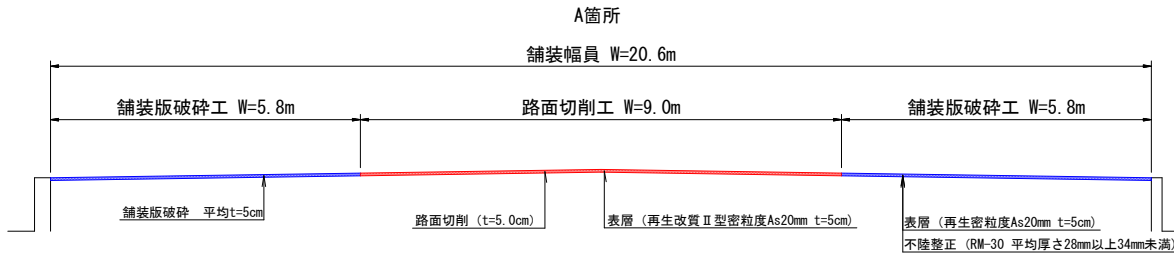 A箇所
舗装幅員 W=20.6m
舗装版破砕工 W=5.8m
路面切削工 W=9.0m
舗装版破砕工 W=5.8m
舗装版破砕 平均t=5cm
路面切削 (t=5.0cm)
表層 (再生改質Ⅱ型密粒度As20mm t=5cm)
表層 (再生密粒度As20mm t=5cm)
不陸整正 (RM-30 平均厚さ28mm以上34mm未満)